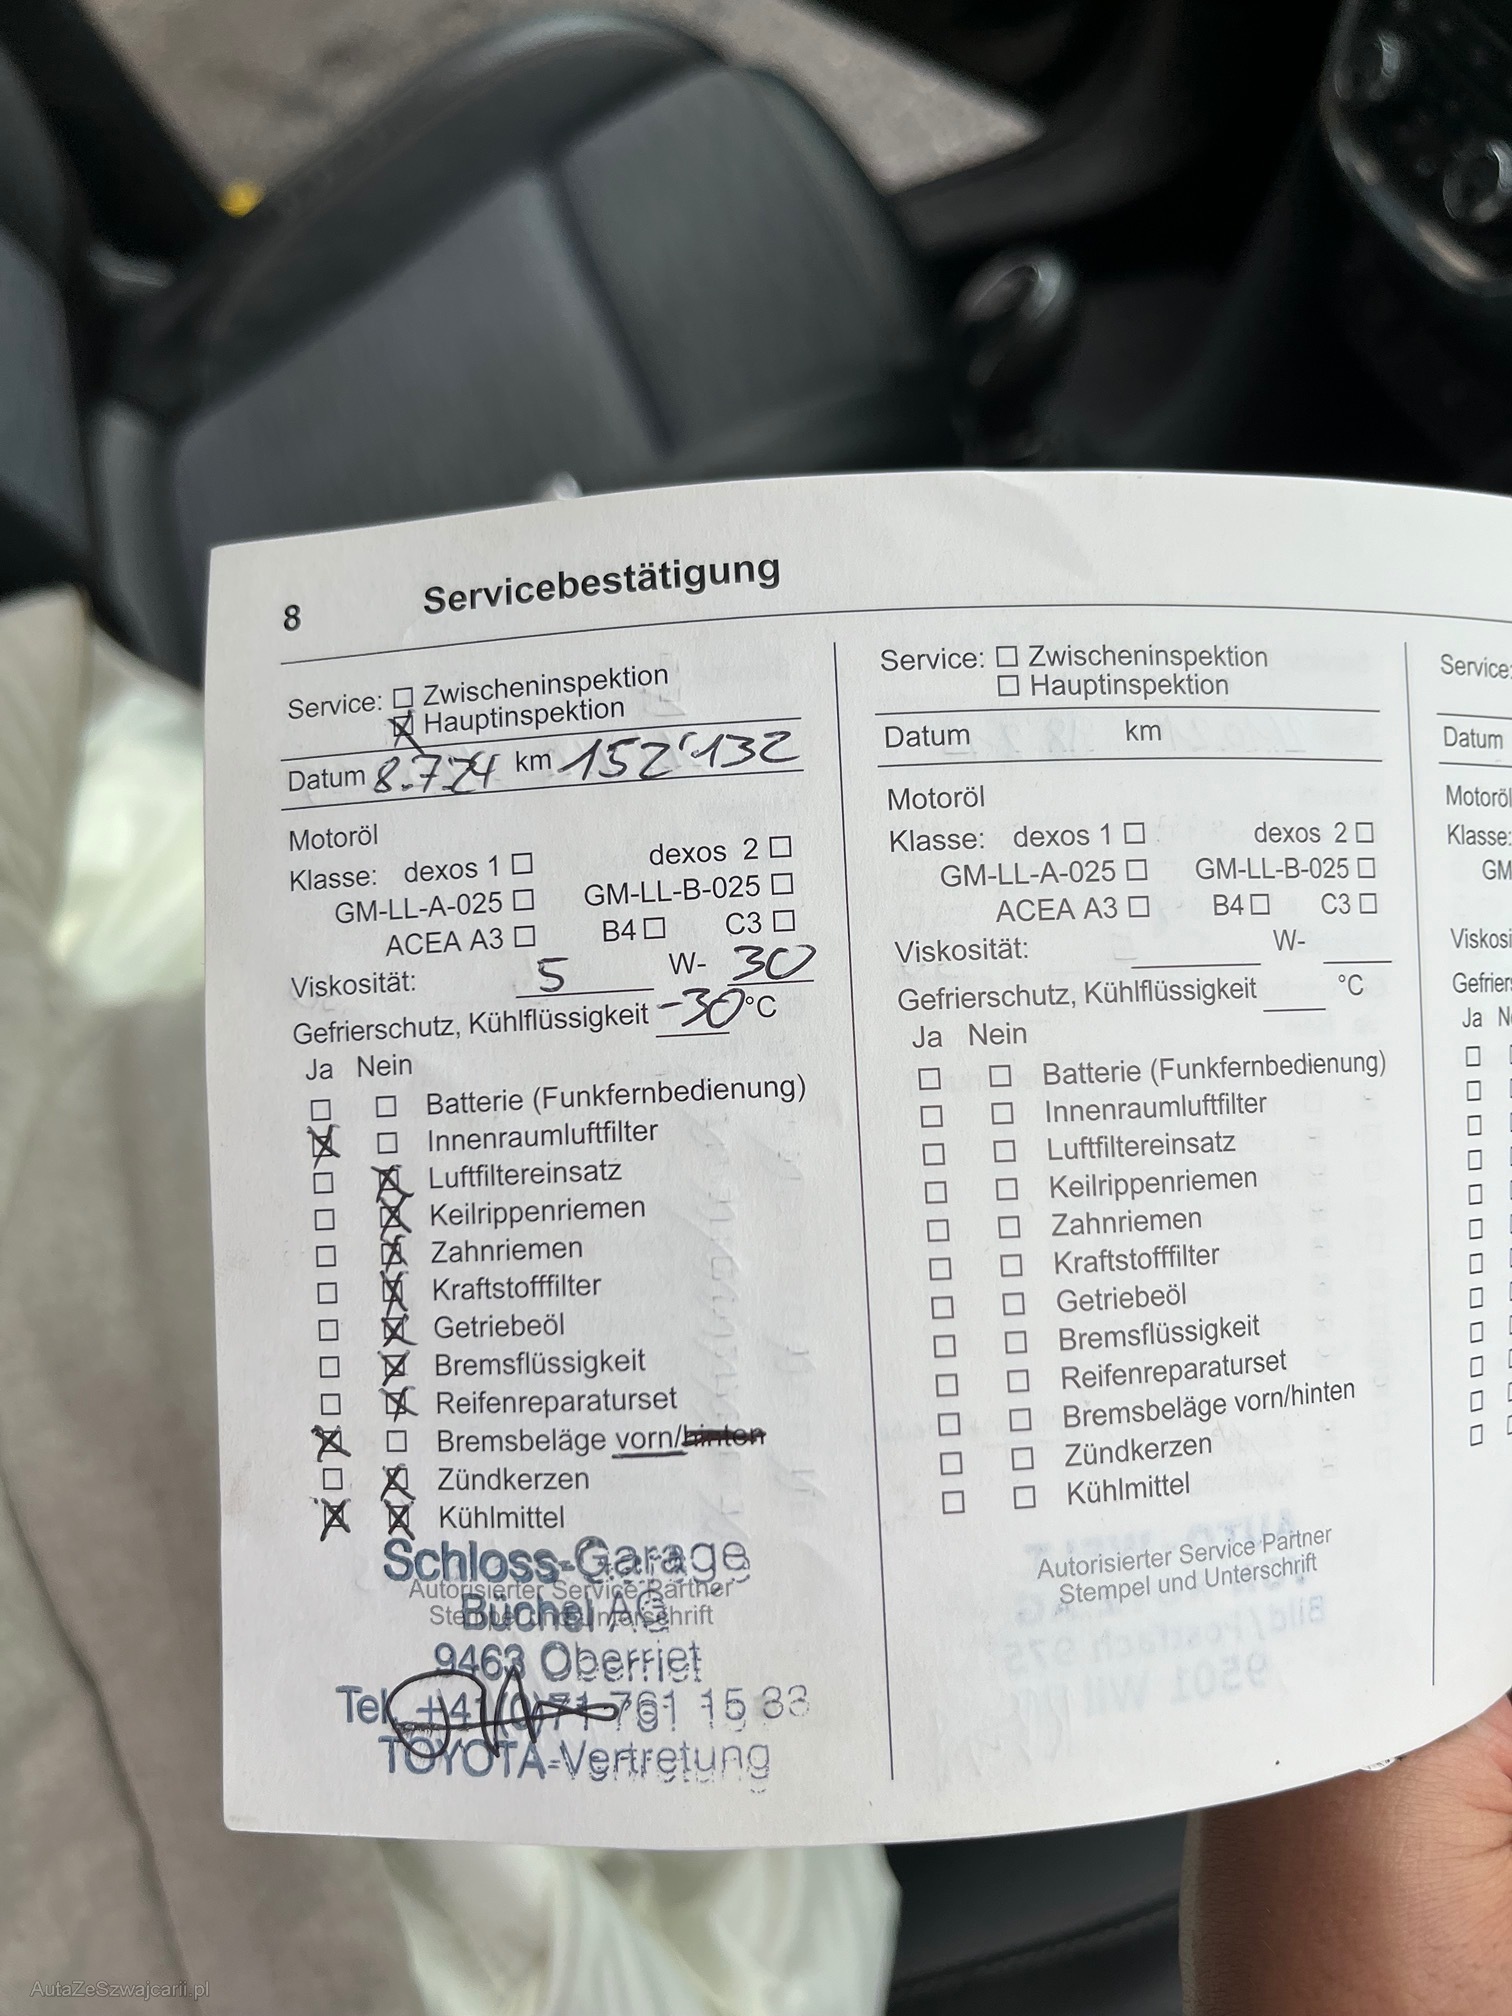 8 Servicebestätigung
Service: ☐ Zwischeninspektion
☒ Hauptinspektion
Datum 8.7.24 km 152'132
Motoröl
Klasse: dexos 1 ☐ dexos 2 ☐
GM-LL-A-025 ☐ GM-LL-B-025 ☐
ACEA A3 ☐ B4 ☐ C3 ☐
Viskosität: 5 W- 30
Gefrierschutz, Kühlflüssigkeit -30 °C
Ja Nein
☐ ☐ Batterie (Funkfernbedienung)
☒ ☐ Innenraumluftfilter
☐ ☒ Luftfiltereinsatz
☐ ☒ Keilrippenriemen
☐ ☒ Zahnriemen
☐ ☒ Kraftstofffilter
☐ ☒ Getriebeöl
☐ ☒ Bremsflüssigkeit
☐ ☒ Reifenreparaturset
☒ ☐ Bremsbeläge vorn/hinten
☐ ☒ Zündkerzen
☒ ☒ Kühlmittel
Schloss-Garage
Autorisierter Service Partner
Büchel AG
Stempel und Unterschrift
9463 Oberriet
Tel. +41 (0)71 761 15 33
TOYOTA-Vertretung
Service: ☐ Zwischeninspektion
☐ Hauptinspektion
Datum km
Motoröl
Klasse: dexos 1 ☐ dexos 2 ☐
GM-LL-A-025 ☐ GM-LL-B-025 ☐
ACEA A3 ☐ B4 ☐ C3 ☐
Viskosität: W-
Gefrierschutz, Kühlflüssigkeit °C
Ja Nein
☐ ☐ Batterie (Funkfernbedienung)
☐ ☐ Innenraumluftfilter
☐ ☐ Luftfiltereinsatz
☐ ☐ Keilrippenriemen
☐ ☐ Zahnriemen
☐ ☐ Kraftstofffilter
☐ ☐ Getriebeöl
☐ ☐ Bremsflüssigkeit
☐ ☐ Reifenreparaturset
☐ ☐ Bremsbeläge vorn/hinten
☐ ☐ Zündkerzen
☐ ☐ Kühlmittel
Autorisierter Service Partner
Stempel und Unterschrift
Service:
Datum
Motoröl
Klasse:
GM
Viskosi
Gefrier
Ja N
AutaZeSzwajcarii.pl